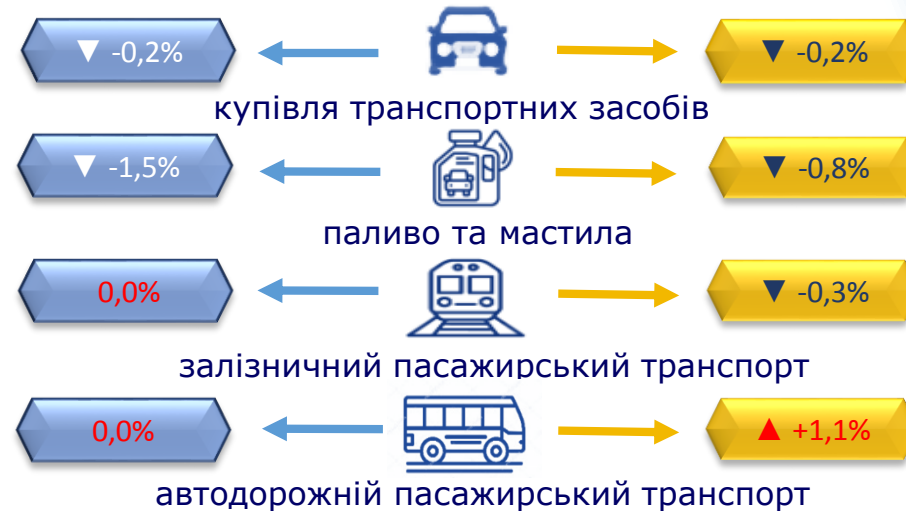 ▼ -0,2% ▼ -0,2%
купівля транспортних засобів
▼ -1,5% ▼ -0,8%
паливо та мастила
0,0% ▼ -0,3%
залізничний пасажирський транспорт
0,0% ▲ +1,1%
автодорожній пасажирський транспорт